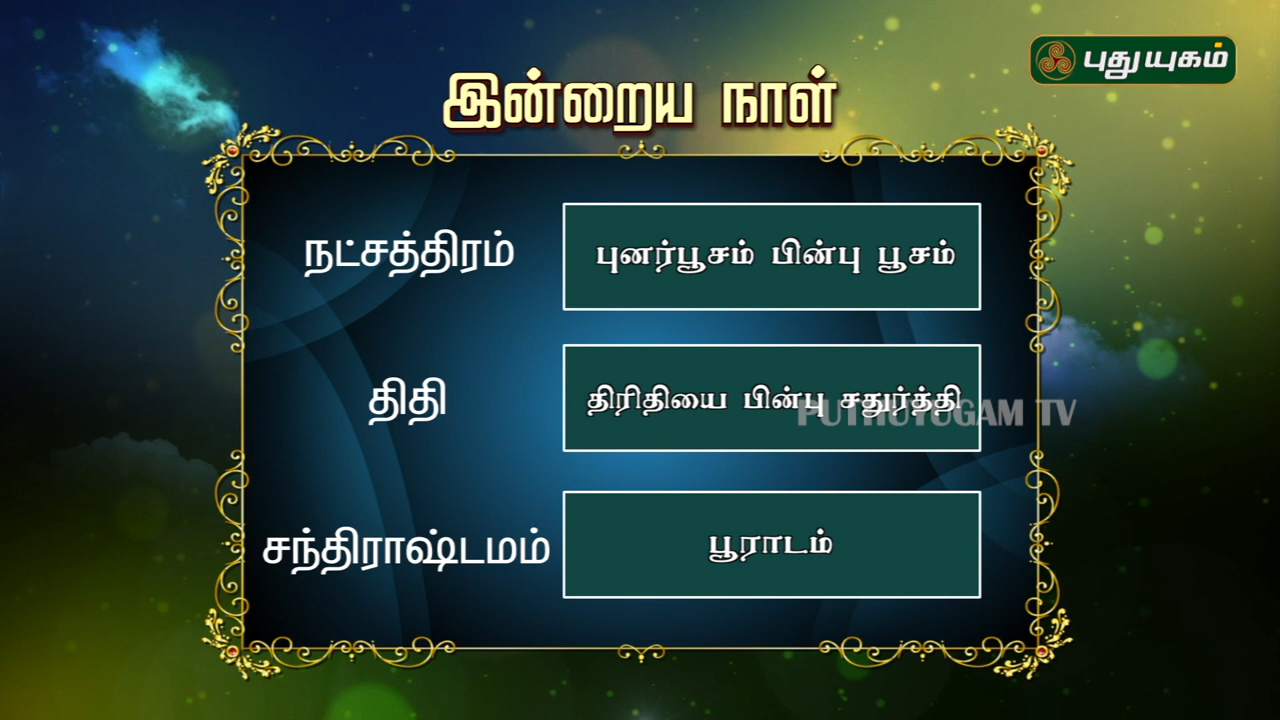 புதுயுகம்
இன்றைய நாள்
நட்சத்திரம்
புனர்பூசம் பின்பு பூசம்
திதி
திரிதியை பின்பு சதுர்த்தி
PUTHUYUGAM TV
சந்திராஷ்டமம்
பூராடம்